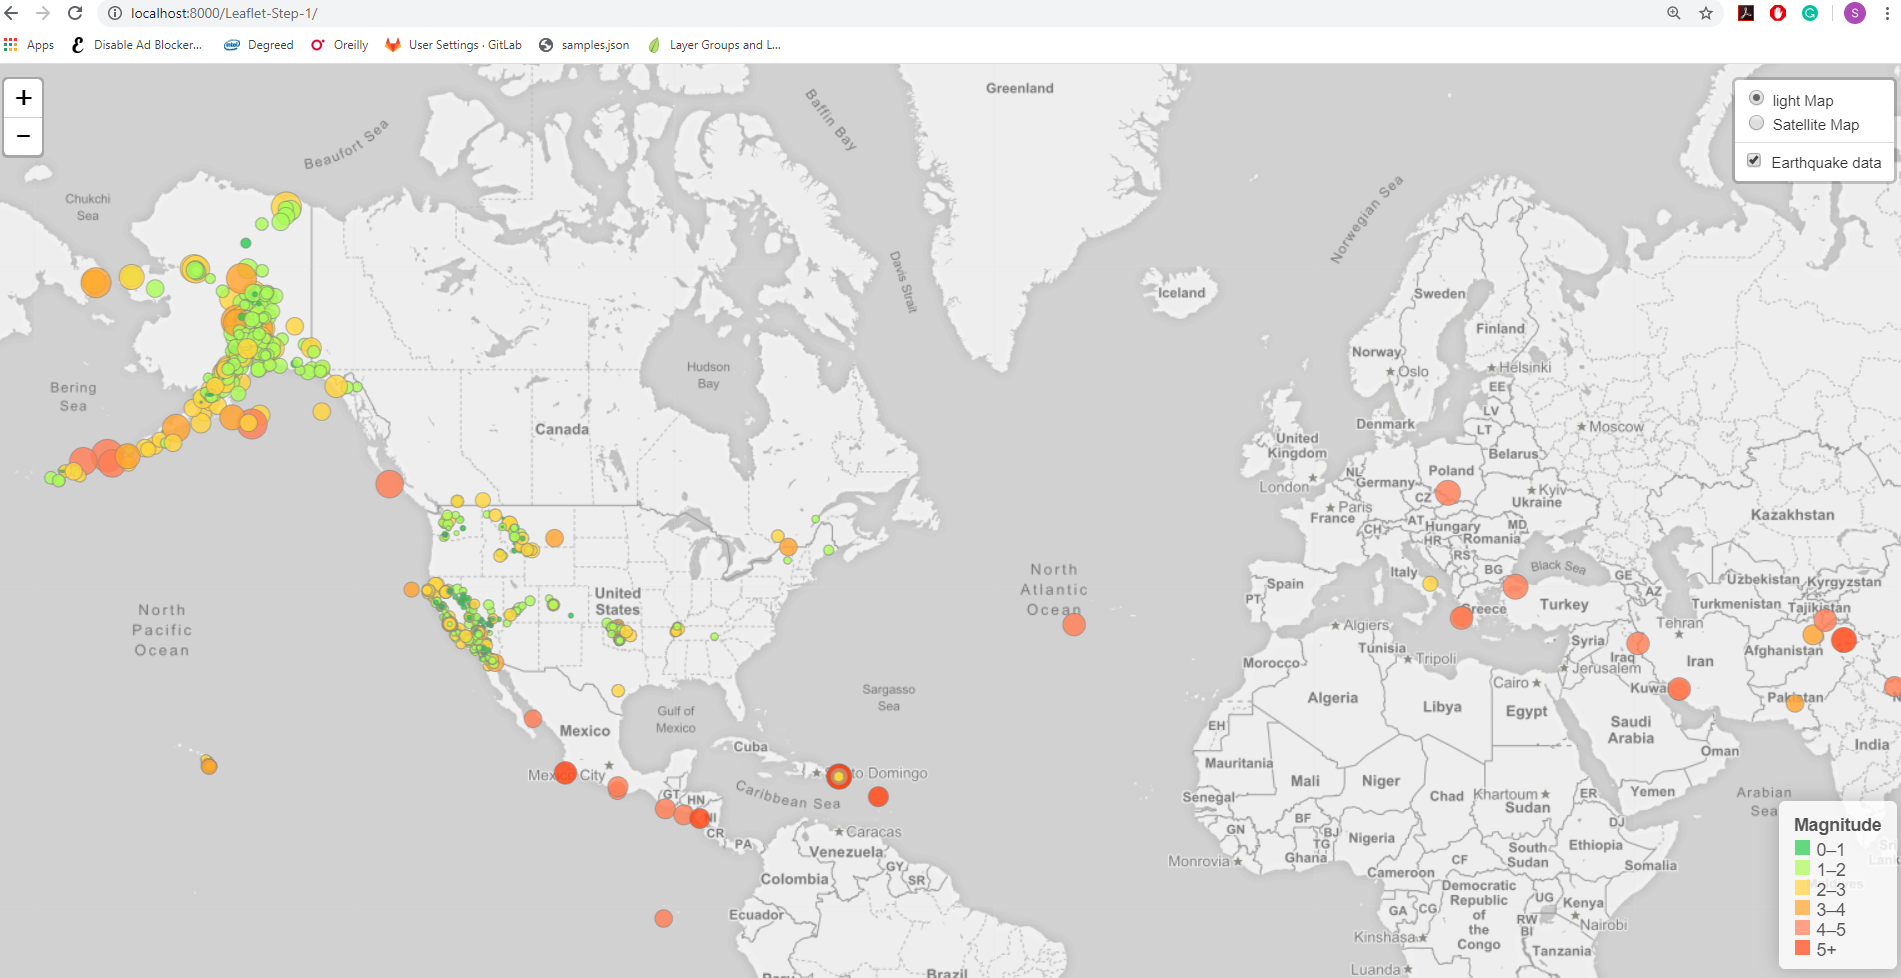 localhost:8000/Leaflet-Step-1/
S
Apps
Disable Ad Blocker...
Degreed
Oreilly
User Settings · GitLab
samples.json
Layer Groups and L...
+
−
light Map
Satellite Map
Earthquake data
Greenland
Baffin Bay
Beaufort Sea
Chukchi
Sea
Norwegian Sea
Davis Strait
Iceland
Sweden
Finland
Norway
Oslo
Helsinki
Hudson
Bay
Bering
Sea
EE
LV
LT
Canada
Denmark
Moscow
United
Kingdom
Belarus
Poland
NL
Germany
London
CZ
Kyiv
Ukraine
Paris
France
Kazakhstan
AT
Hungary
MD
CH
HR
Romania
RS
BG
Black Sea
Italy
GE
Uzbekistan
Kyrgyzstan
North
Atlantic
Ocean
Spain
PT
AZ
United
States
Turkey
Turkmenistan
Tajikistan
Greece
North
Pacific
Ocean
Algiers
Tehran
Syria
Tunisia
Tripoli
Iraq
Iran
Afghanistan
Morocco
Jerusalem
Cairo
Kuwa
Pakistan
Sargasso
Sea
Algeria
Libya
Egypt
Gulf of
Mexico
Mexico
EH
Saudi
Arabia
Cuba
Oman
India
Mexico City
to Domingo
Mauritania
Mali
Niger
Chad
Khartoum
Sudan
ER
Yemen
Arabian
Sea
Caribbean Sea
GT
HN
NI
CR
PA
Senegal
GN
BF
BJ
TG
Ghana
Nigeria
DJ
Ethiopia
Caracas
Venezuela
GY
SR
Monrovia
Cameroon
CF
South
Sudan
Somalia
Colombia
Ecuador
Democratic
Republic
of
the
Congo
GA
CG
UG
Kenya
RW
BI
Nairobi
Kinshasa
Tanzania
Luanda
Brazil
Magnitude
0–1
1–2
2–3
3–4
4–5
5+